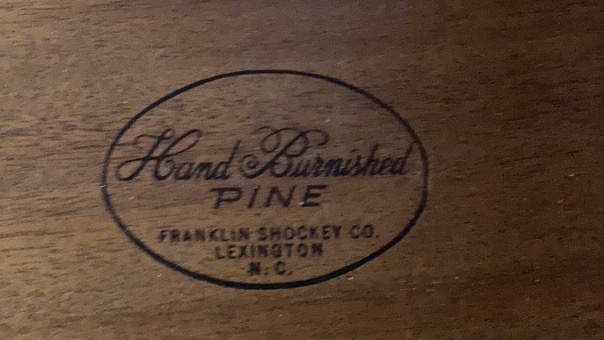 Hand Burnished
PINE
FRANKLIN SHOCKEY CO.
LEXINGTON
N. C.